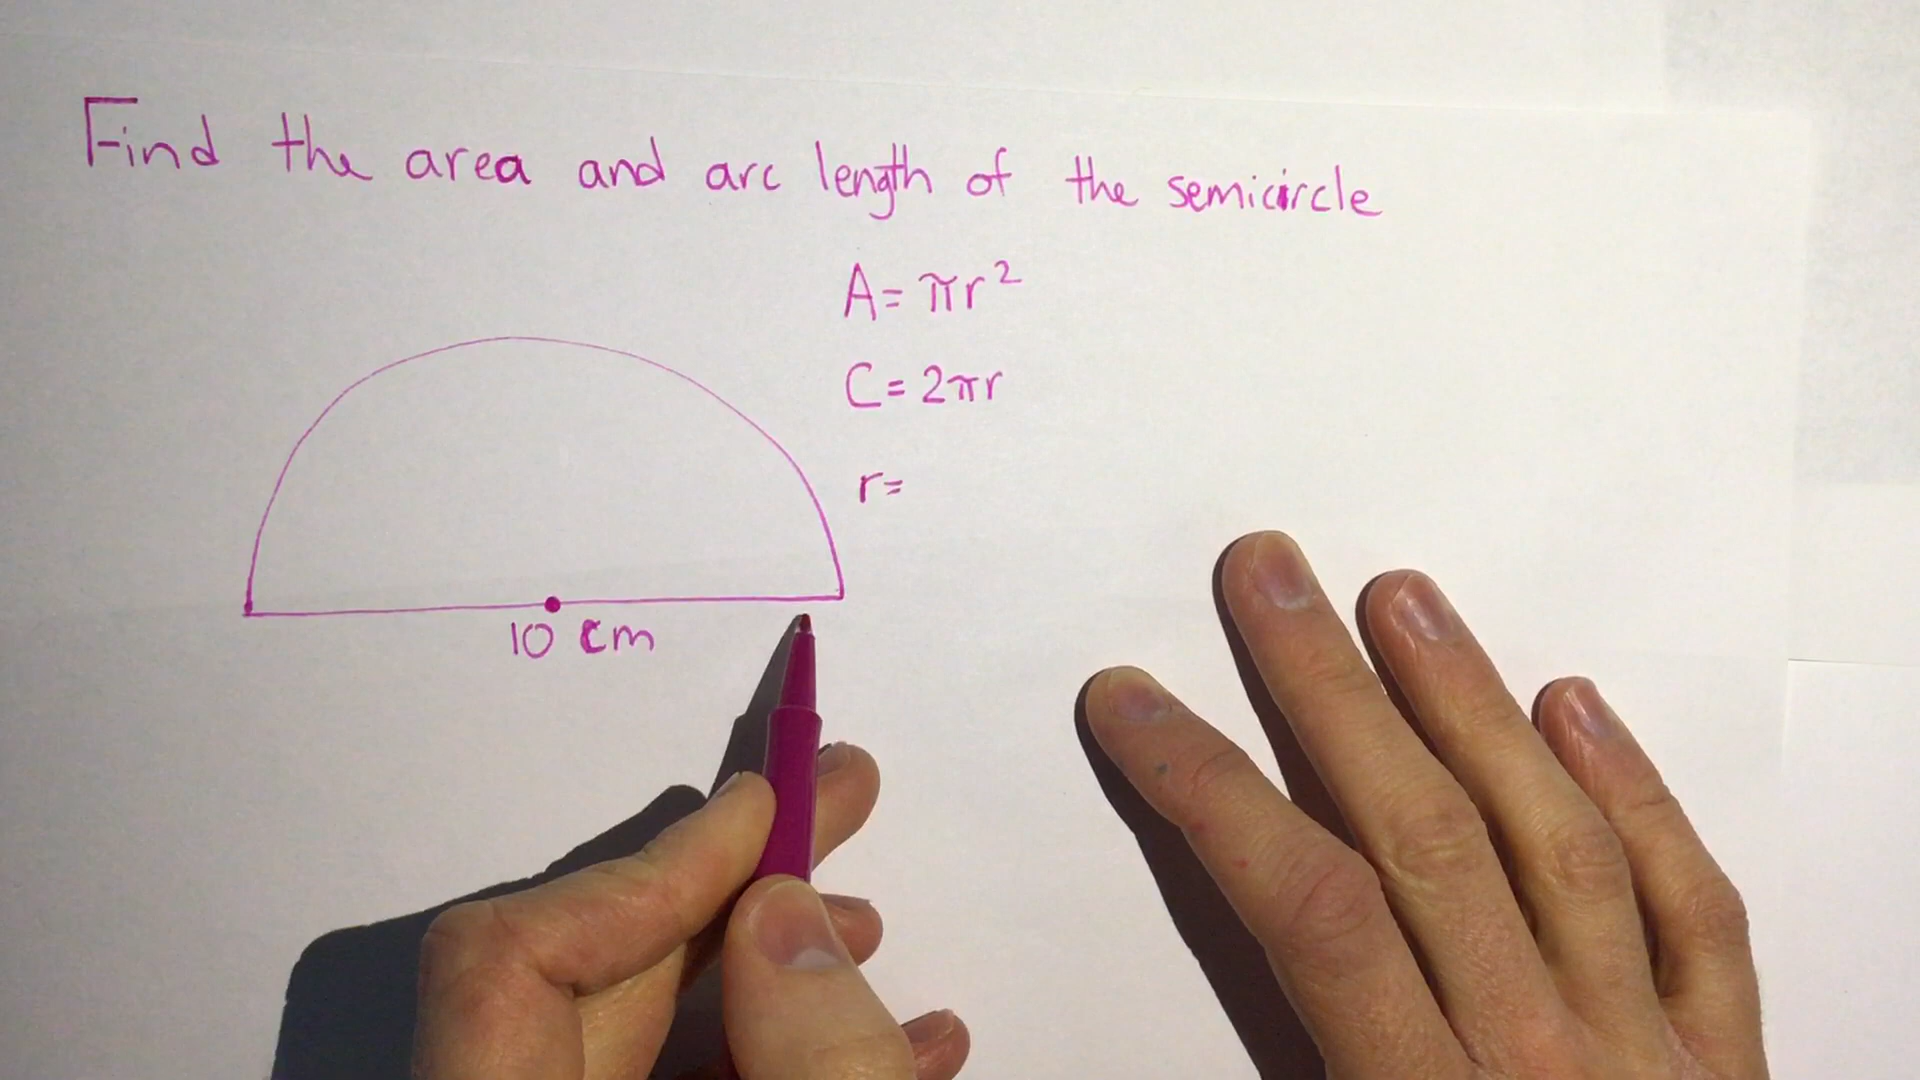 Find the area and arc length of the semicircle
A = πr²
C = 2πr
r =
10 cm